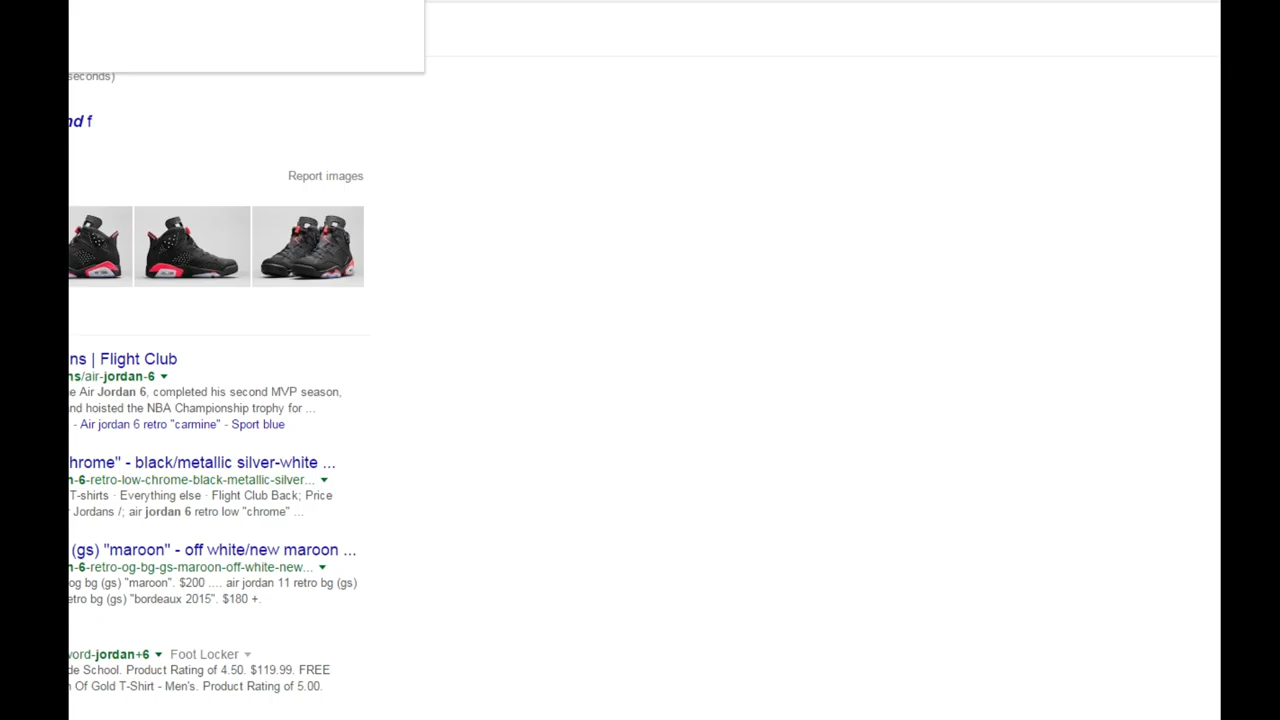 seconds)
nd f
Report images
ns | Flight Club
ns/air-jordan-6
e Air Jordan 6, completed his second MVP season,
and hoisted the NBA Championship trophy for ...
- Air jordan 6 retro "carmine" - Sport blue
hrome" - black/metallic silver-white ...
n-6-retro-low-chrome-black-metallic-silver...
T-shirts · Everything else · Flight Club Back; Price
Jordans /; air jordan 6 retro low "chrome" ...
(gs) "maroon" - off white/new maroon ...
n-6-retro-og-bg-gs-maroon-off-white-new...
og bg (gs) "maroon". $200 .... air jordan 11 retro bg (gs)
etro bg (gs) "bordeaux 2015". $180 +.
word-jordan+6 Foot Locker
de School. Product Rating of 4.50. $119.99. FREE
n Of Gold T-Shirt - Men's. Product Rating of 5.00.